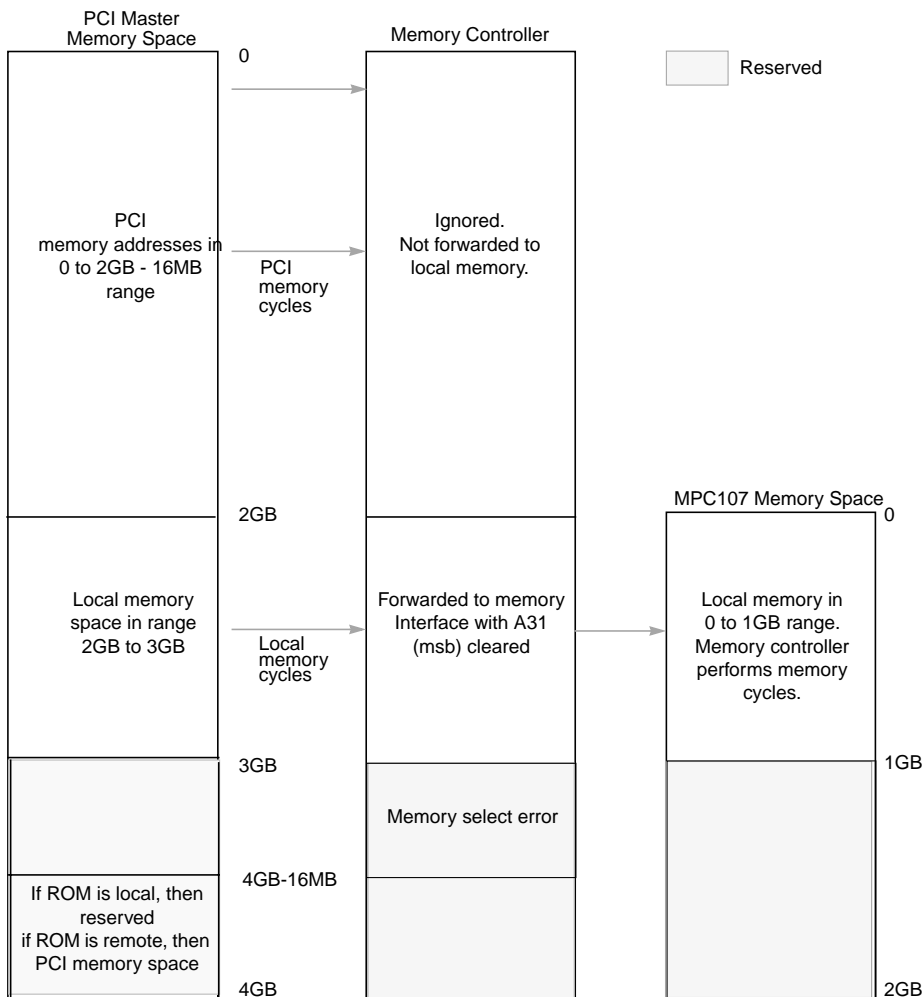 PCI Master
Memory Space
Memory Controller
0
Reserved
PCI
memory addresses in
0 to 2GB - 16MB
range
PCI
memory
cycles
Ignored.
Not forwarded to
local memory.
2GB
MPC107 Memory Space
0
Local memory
space in range
2GB to 3GB
Local
memory
cycles
Forwarded to memory
Interface with A31
(msb) cleared
Local memory in
0 to 1GB range.
Memory controller
performs memory
cycles.
3GB
1GB
Memory select error
4GB-16MB
If ROM is local, then
reserved
if ROM is remote, then
PCI memory space
4GB
2GB